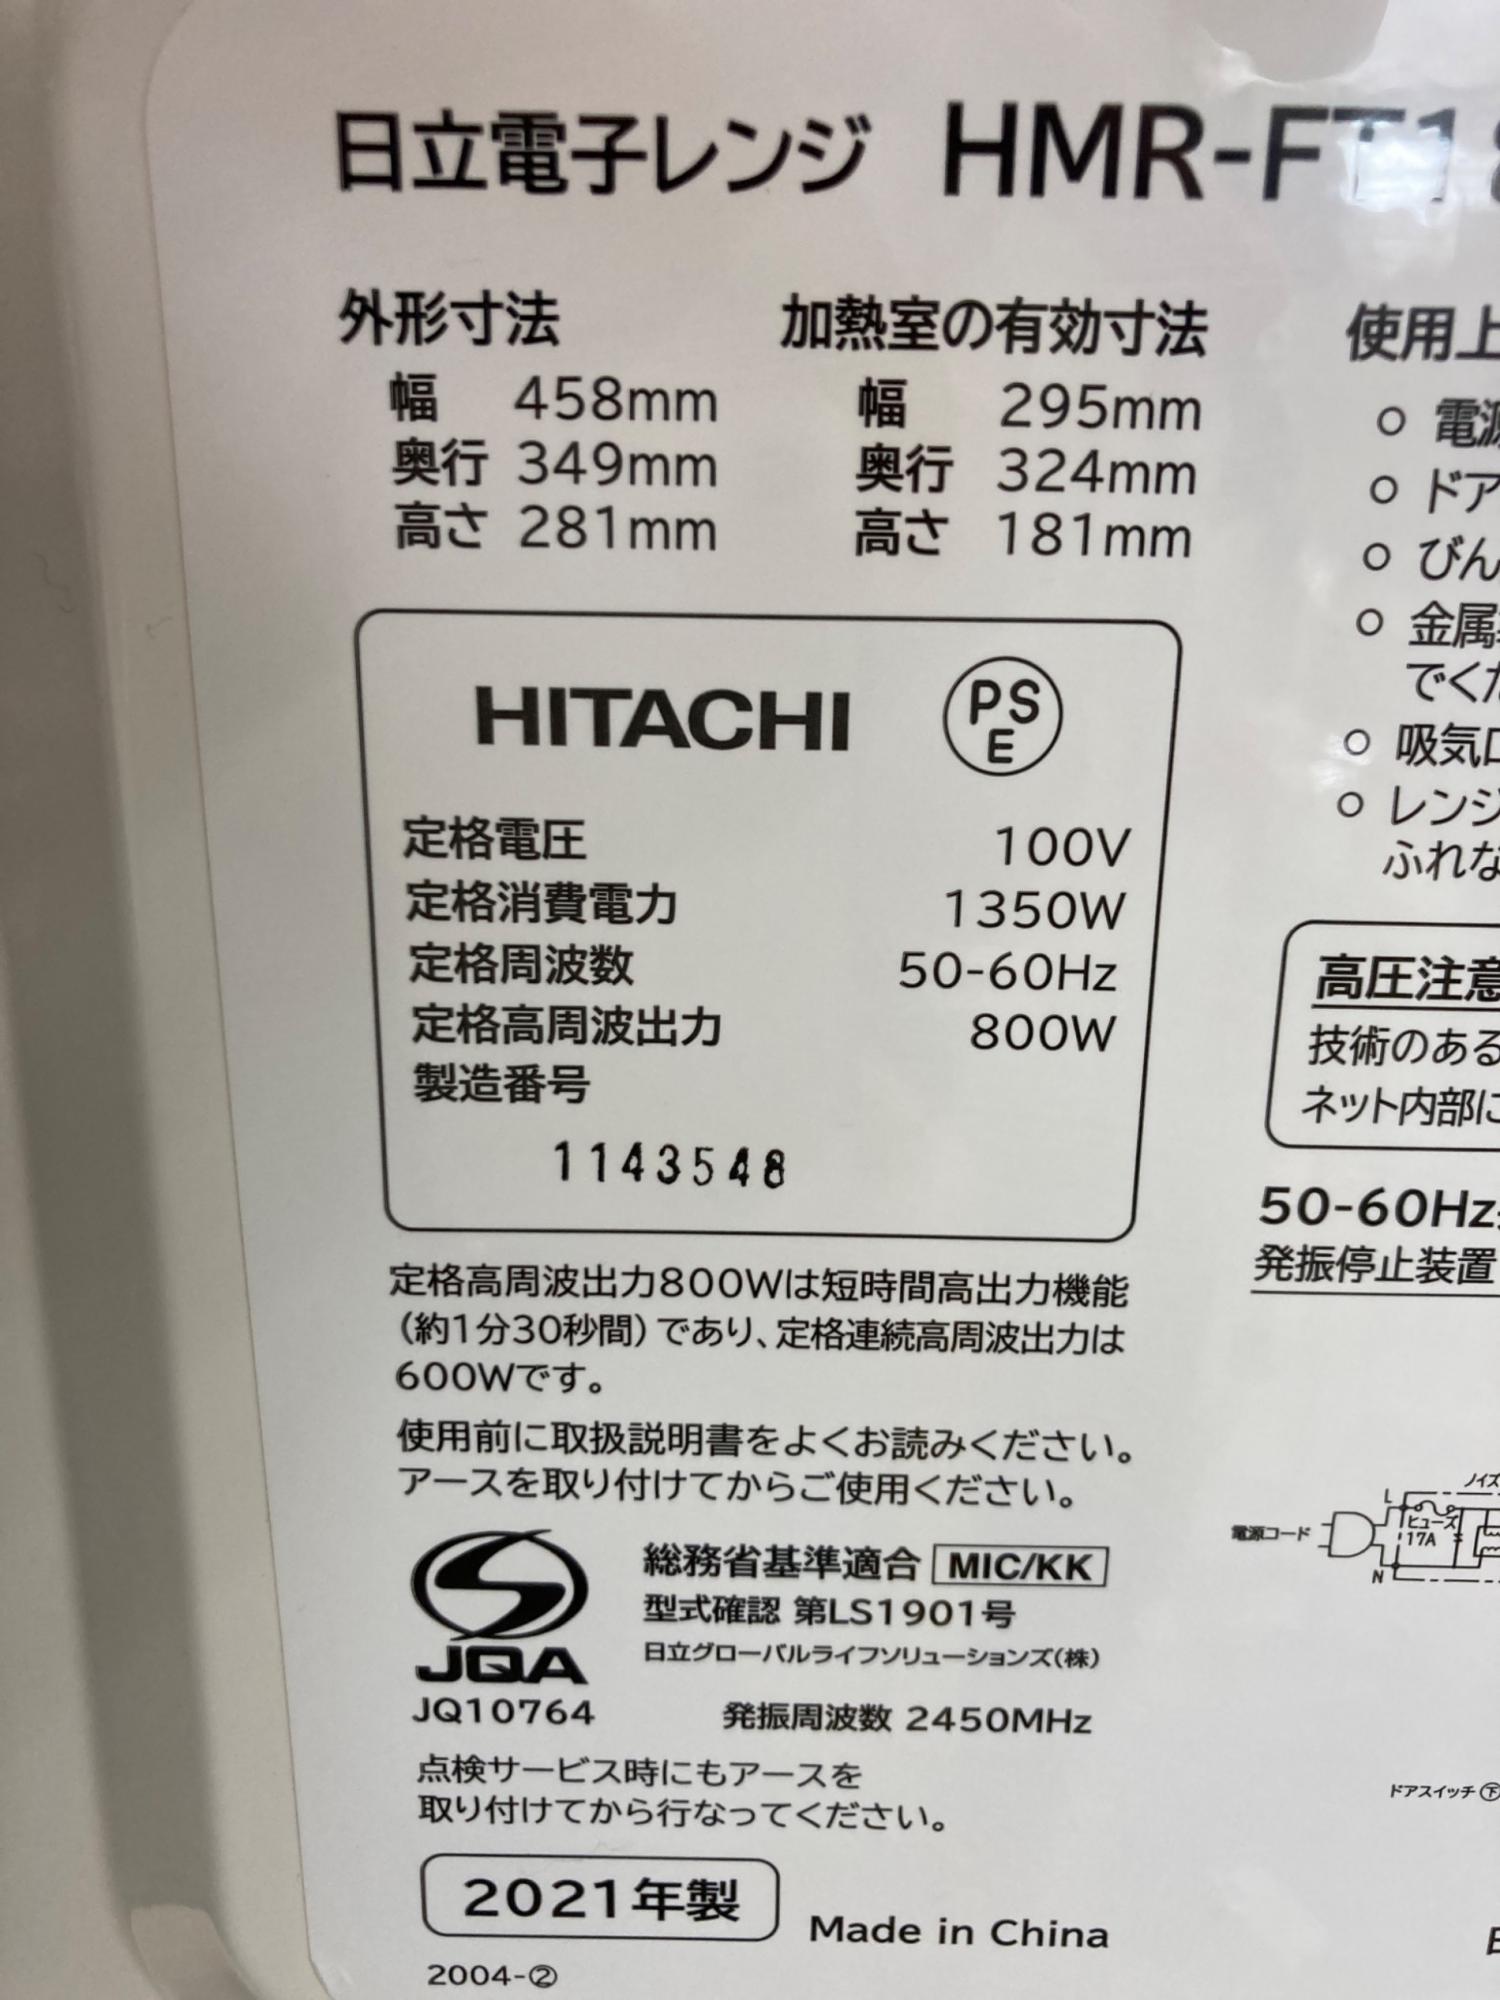 日立電子レンジ HMR-FT18
外形寸法
幅 458mm
奥行 349mm
高さ 281mm
加熱室の有効寸法
幅 295mm
奥行 324mm
高さ 181mm
HITACHI
PS
E
定格電圧 100V
定格消費電力 1350W
定格周波数 50-60Hz
定格高周波出力 800W
製造番号
1143548
定格高周波出力800Wは短時間高出力機能
(約1分30秒間)であり、定格連続高周波出力は
600Wです。
使用前に取扱説明書をよくお読みください。
アースを取り付けてからご使用ください。
JQA
JQ10764
総務省基準適合 MIC/KK
型式確認 第LS1901号
日立グローバルライフソリューションズ(株)
発振周波数 2450MHz
点検サービス時にもアースを
取り付けてから行なってください。
2021年製
Made in China
2004-②
使用上
○ 電源
○ ドア
○ びん
○ 金属
でくだ
○ 吸気口
○ レンジ
ふれな
高圧注意
技術のある
ネット内部に
50-60Hz
発振停止装置
ノイズ
電源コード
L
ヒューズ
17A
N
ドアスイッチ 下